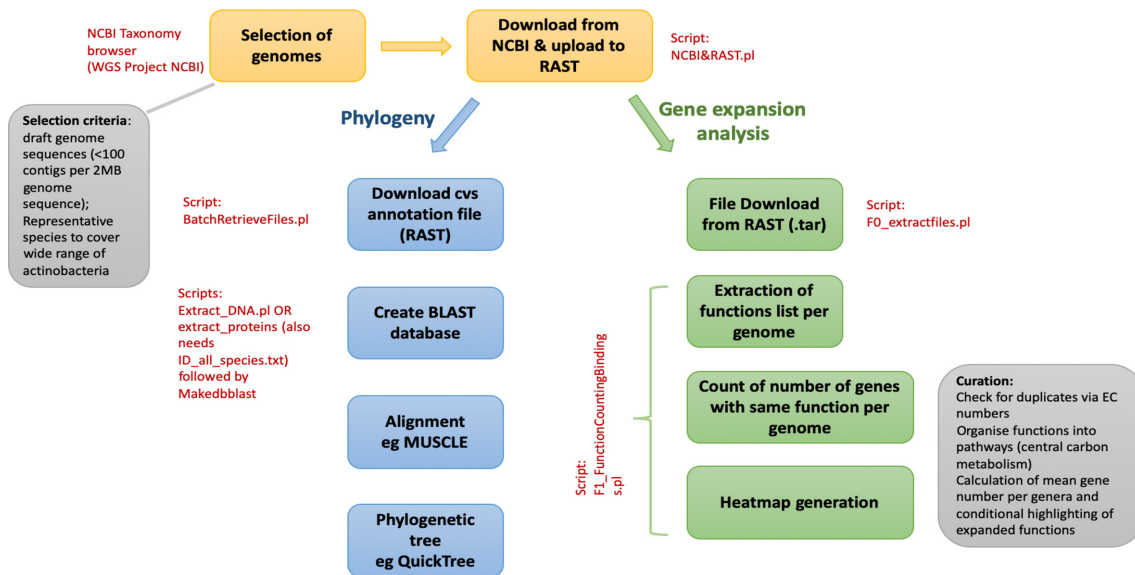 NCBI Taxonomy
browser
(WGS Project NCBI)
Selection of
genomes
Download from
NCBI & upload to
RAST
Script:
NCBI&RAST.pl
Selection criteria:
draft genome
sequences (<100
contigs per 2MB
genome
sequence);
Representative
species to cover
wide range of
actinobacteria
Phylogeny
Gene expansion
analysis
Script:
BatchRetrieveFiles.pl
Download cvs
annotation file
(RAST)
File Download
from RAST (.tar)
Script:
F0_extractfiles.pl
Scripts:
Extract_DNA.pl OR
extract_proteins (also
needs
ID_all_species.txt)
followed by
Makedbblast
Create BLAST
database
Extraction of
functions list per
genome
Alignment
eg MUSCLE
Script:
F1_FunctionCountingBinding
s.pl
Count of number of genes
with same function per
genome
Curation:
Check for duplicates via EC
numbers
Organise functions into
pathways (central carbon
metabolism)
Calculation of mean gene
number per genera and
conditional highlighting of
expanded functions
Phylogenetic
tree
eg QuickTree
Heatmap generation